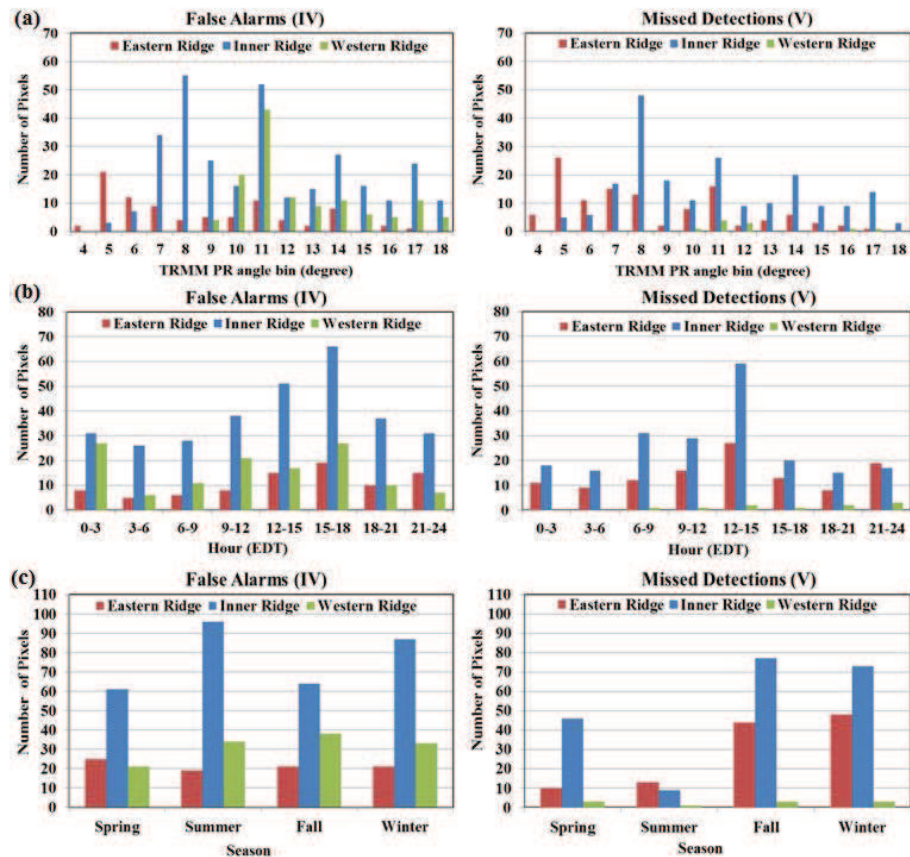 (a)
False Alarms (IV)
Eastern Ridge Inner Ridge Western Ridge
Number of Pixels
70
60
50
40
30
20
10
0
4 5 6 7 8 9 10 11 12 13 14 15 16 17 18
TRMM PR angle bin (degree)
Missed Detections (V)
Eastern Ridge Inner Ridge Western Ridge
Number of Pixels
70
60
50
40
30
20
10
0
4 5 6 7 8 9 10 11 12 13 14 15 16 17 18
TRMM PR angle bin (degree)
(b)
False Alarms (IV)
Eastern Ridge Inner Ridge Western Ridge
Number of Pixels
80
70
60
50
40
30
20
10
0
0-3 3-6 6-9 9-12 12-15 15-18 18-21 21-24
Hour (EDT)
Missed Detections (V)
Eastern Ridge Inner Ridge Western Ridge
Number of Pixels
80
70
60
50
40
30
20
10
0
0-3 3-6 6-9 9-12 12-15 15-18 18-21 21-24
Hour (EDT)
(c)
False Alarms (IV)
Eastern Ridge Inner Ridge Western Ridge
Number of Pixels
110
100
90
80
70
60
50
40
30
20
10
0
Spring Summer Fall Winter
Season
Missed Detections (V)
Eastern Ridge Inner Ridge Western Ridge
Number of Pixels
110
100
90
80
70
60
50
40
30
20
10
0
Spring Summer Fall Winter
Season